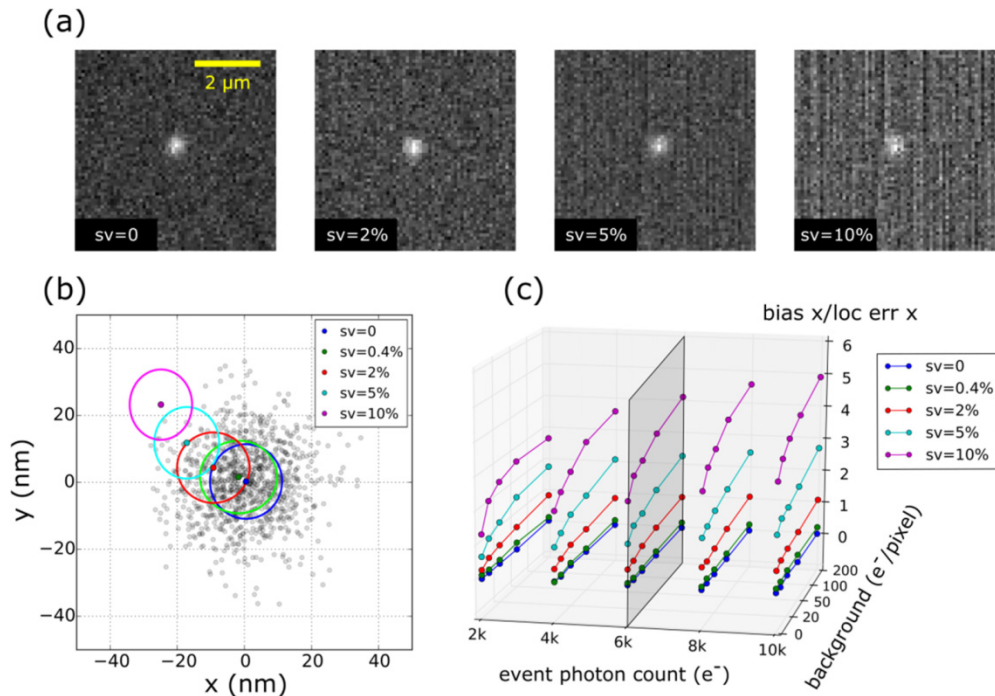 (a)
2 µm
sv=0
sv=2%
sv=5%
sv=10%
(b)
40
20
0
−20
−40
y (nm)
−40 −20 0 20 40
x (nm)
sv=0
sv=0.4%
sv=2%
sv=5%
sv=10%
(c)
bias x/loc err x
6
5
4
3
2
1
0
200
100
50
20
0
background (e⁻/pixel)
2k 4k 6k 8k 10k
event photon count (e⁻)
sv=0
sv=0.4%
sv=2%
sv=5%
sv=10%